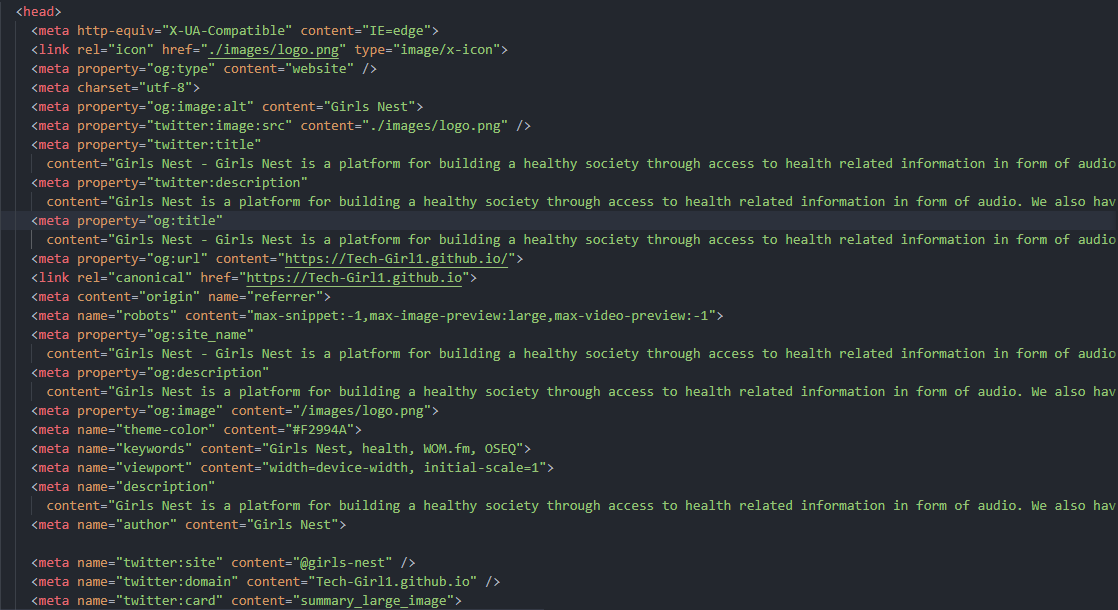 <head>
<meta http-equiv="X-UA-Compatible" content="IE=edge">
<link rel="icon" href="./images/logo.png" type="image/x-icon">
<meta property="og:type" content="website" />
<meta charset="utf-8">
<meta property="og:image:alt" content="Girls Nest">
<meta property="twitter:image:src" content="./images/logo.png" />
<meta property="twitter:title"
content="Girls Nest - Girls Nest is a platform for building a healthy society through access to health related information in form of audio
<meta property="twitter:description"
content="Girls Nest is a platform for building a healthy society through access to health related information in form of audio. We also hav
<meta property="og:title"
content="Girls Nest - Girls Nest is a platform for building a healthy society through access to health related information in form of audio
<meta property="og:url" content="https://Tech-Girl1.github.io/">
<link rel="canonical" href="https://Tech-Girl1.github.io">
<meta content="origin" name="referrer">
<meta name="robots" content="max-snippet:-1,max-image-preview:large,max-video-preview:-1">
<meta property="og:site_name"
content="Girls Nest - Girls Nest is a platform for building a healthy society through access to health related information in form of audio
<meta property="og:description"
content="Girls Nest is a platform for building a healthy society through access to health related information in form of audio. We also hav
<meta property="og:image" content="/images/logo.png">
<meta name="theme-color" content="#F2994A">
<meta name="keywords" content="Girls Nest, health, WOM.fm, OSEQ">
<meta name="viewport" content="width=device-width, initial-scale=1">
<meta name="description"
content="Girls Nest is a platform for building a healthy society through access to health related information in form of audio. We also hav
<meta name="author" content="Girls Nest">
<meta name="twitter:site" content="@girls-nest" />
<meta name="twitter:domain" content="Tech-Girl1.github.io" />
<meta name="twitter:card" content="summary_large_image">